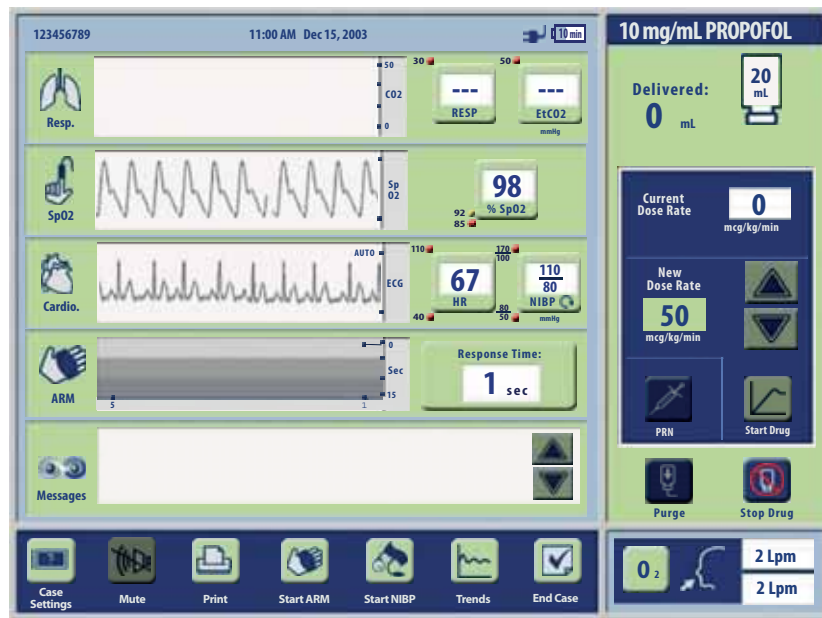 123456789 11:00 AM Dec 15, 2003 10 min
10 mg/mL PROPOFOL
Resp.
50
CO2
0
30
---
RESP
50
---
EtCO2
mmHg
SpO2
Sp
O2
98
% SpO2
92
85
Cardio.
AUTO
ECG
110
40
67
HR
170
100
80
50
110
80
NIBP
mmHg
ARM
0
Sec
15
5 1
Response Time:
1 sec
Messages
Delivered:
0 mL
20
mL
Current
Dose Rate
0
mcg/kg/min
New
Dose Rate
50
mcg/kg/min
PRN
Start Drug
Purge
Stop Drug
Case
Settings
Mute
Print
Start ARM
Start NIBP
Trends
End Case
O2
2 Lpm
2 Lpm